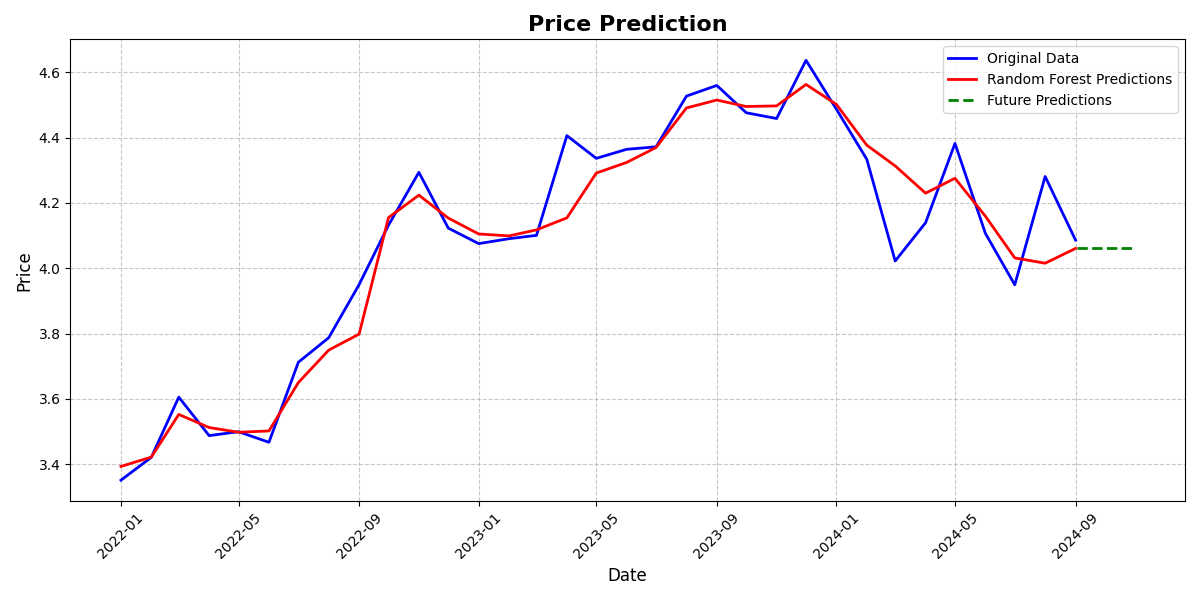 Price Prediction
Original Data
Random Forest Predictions
Future Predictions
Price
4.6
4.4
4.2
4.0
3.8
3.6
3.4
2022-01
2022-05
2022-09
2023-01
2023-05
2023-09
2024-01
2024-05
2024-09
Date